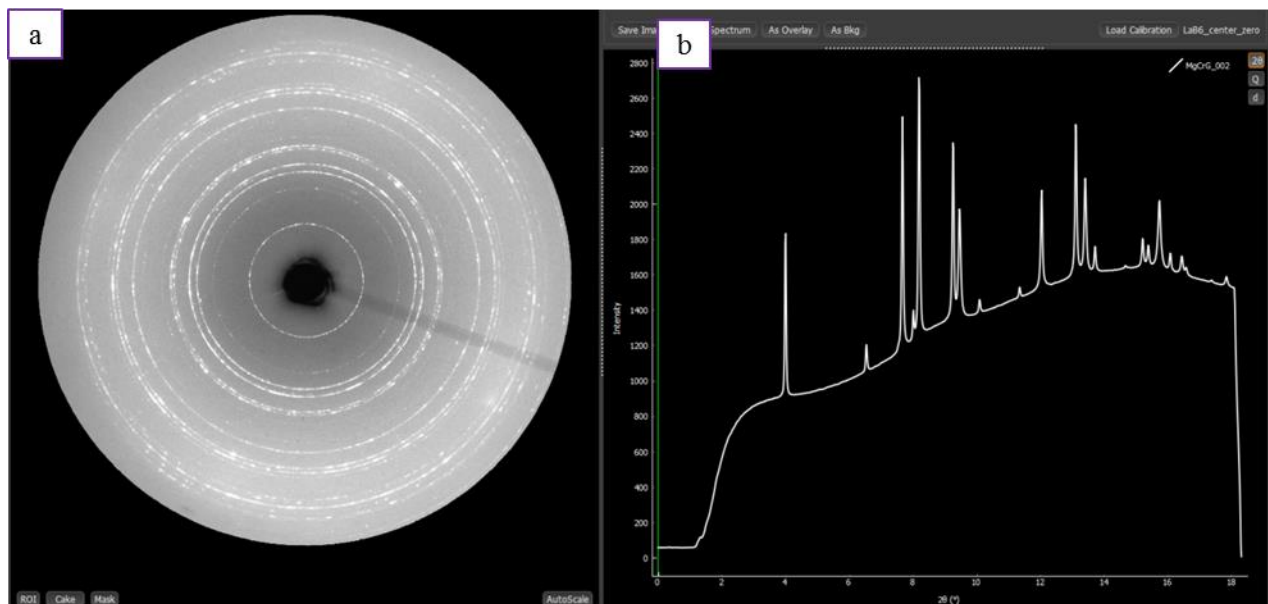 a
b
Save Ima
Spectrum
As Overlay
As Bkg
Load Calibration
LaB6_center_zero
MgCrG_002
2θ
Q
d
2800
2600
2400
2200
2000
1800
1600
1400
1200
1000
800
600
400
200
0
Intensity
0 2 4 6 8 10 12 14 16 18
2θ (°)
ROI
Cake
Mask
AutoScale